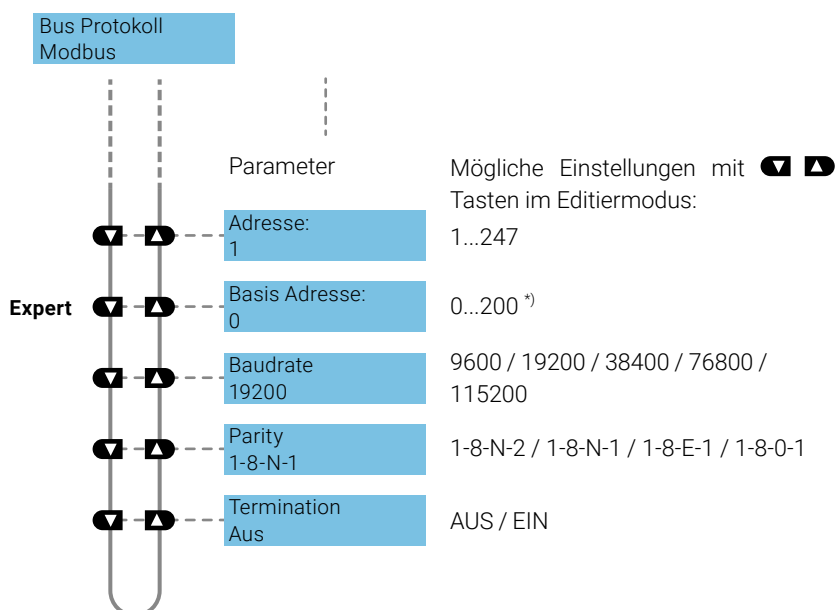 Bus Protokoll
Modbus
Parameter
Mögliche Einstellungen mit
Tasten im Editiermodus:
Adresse:
1
1...247
Expert
Basis Adresse:
0
0...200 *)
Baudrate
19200
9600 / 19200 / 38400 / 76800 /
115200
Parity
1-8-N-1
1-8-N-2 / 1-8-N-1 / 1-8-E-1 / 1-8-0-1
Termination
Aus
AUS / EIN